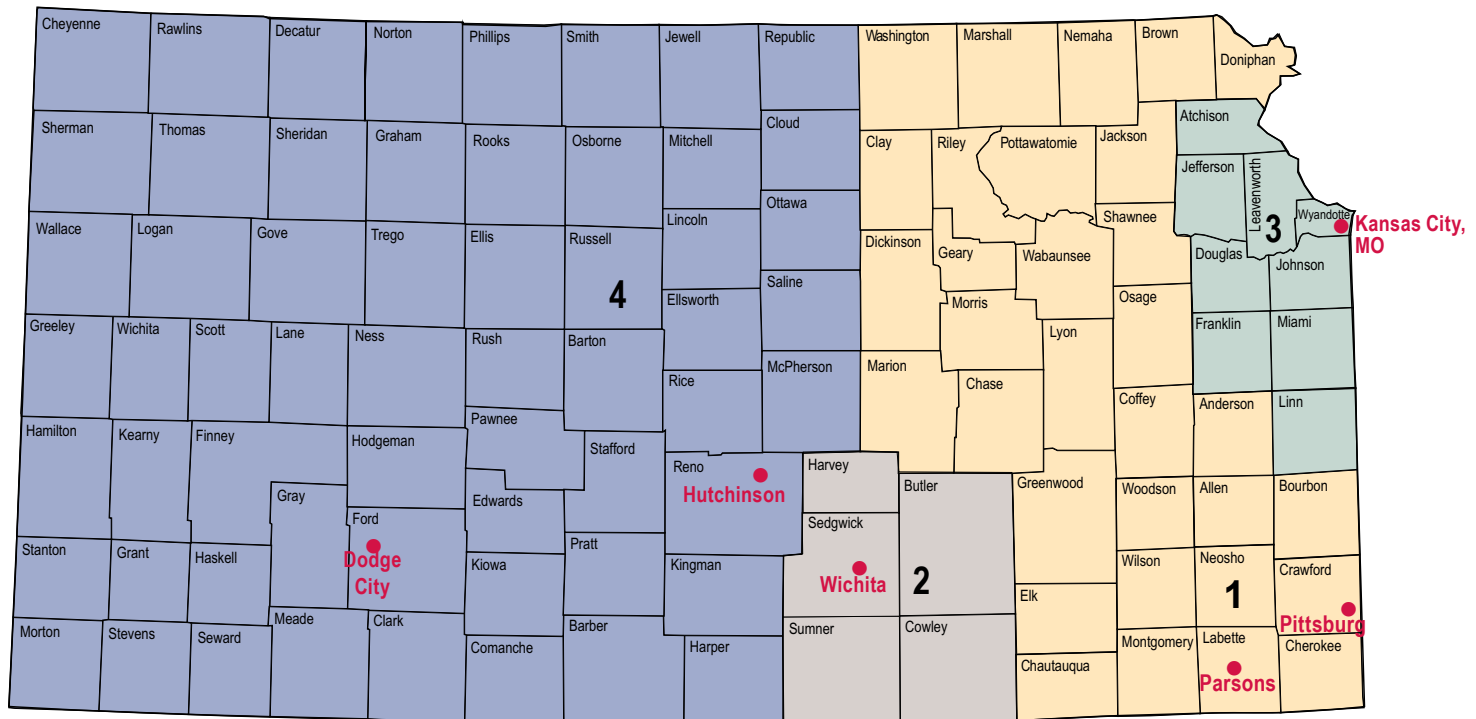 Cheyenne
Rawlins
Decatur
Norton
Phillips
Smith
Jewell
Republic
Washington
Marshall
Nemaha
Brown
Doniphan
Sherman
Thomas
Sheridan
Graham
Rooks
Osborne
Mitchell
Cloud
Clay
Riley
Pottawatomie
Jackson
Atchison
Jefferson
Leavenworth
Wyandotte
3
Kansas City,
MO
Wallace
Logan
Gove
Trego
Ellis
Russell
4
Lincoln
Ottawa
Dickinson
Geary
Wabaunsee
Shawnee
Douglas
Johnson
Ellsworth
Saline
Morris
Lyon
Osage
Franklin
Miami
Greeley
Wichita
Scott
Lane
Ness
Rush
Barton
Rice
McPherson
Marion
Chase
Coffey
Anderson
Linn
Hamilton
Kearny
Finney
Hodgeman
Pawnee
Stafford
Reno
Hutchinson
Harvey
Butler
Greenwood
Woodson
Allen
Bourbon
Gray
Ford
Dodge
City
Edwards
Sedgwick
Wichita
2
Stanton
Grant
Haskell
Kiowa
Pratt
Kingman
Elk
Wilson
Neosho
1
Crawford
Pittsburg
Morton
Stevens
Seward
Meade
Clark
Comanche
Barber
Harper
Sumner
Cowley
Chautauqua
Montgomery
Labette
Parsons
Cherokee